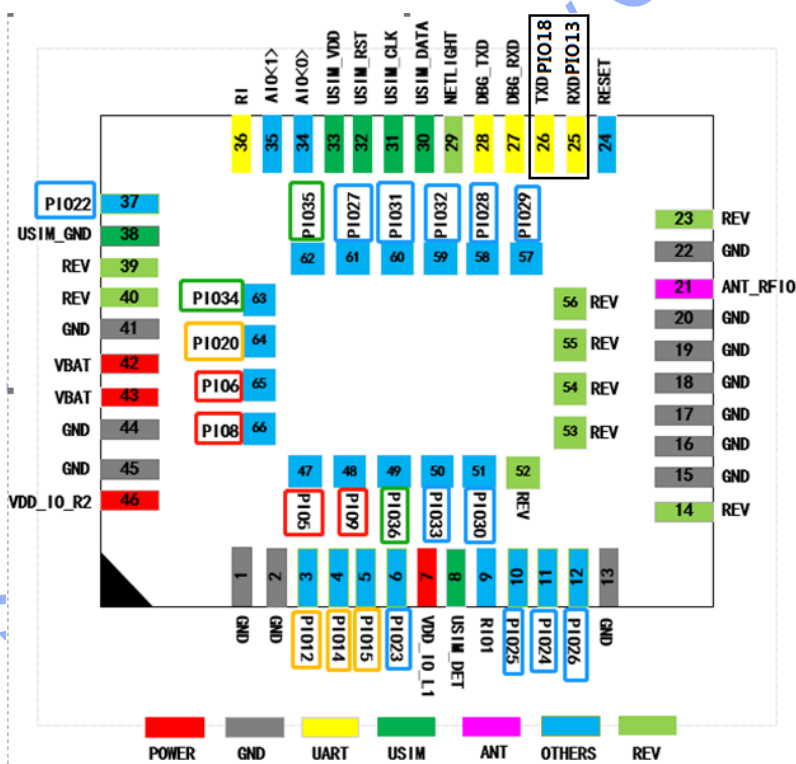 RI
AIO<1>
AIO<0>
USIM_VDD
USIM_RST
USIM_CLK
USIM_DATA
NETLIGHT
DBG_TXD
DBG_RXD
TXD PIO18
RXD PIO13
RESET
36 35 34 33 32 31 30 29 28 27 26 25 24
PIO22 37
USIM_GND 38
REV 39
REV 40
GND 41
VBAT 42
VBAT 43
GND 44
GND 45
VDD_IO_R2 46
PIO35 PIO27 PIO31 PIO32 PIO28 PIO29
62 61 60 59 58 57
PIO34 63
PIO20 64
PIO6 65
PIO8 66
56 REV
55 REV
54 REV
53 REV
23 REV
22 GND
21 ANT_RFIO
20 GND
19 GND
18 GND
17 GND
16 GND
15 GND
14 REV
47 48 49 50 51 52
PIO5 PIO9 PIO36 PIO33 PIO30 REV
1 2 3 4 5 6 7 8 9 10 11 12 13
GND
GND
PIO12
PIO14
PIO15
PIO23
VDD_IO_L1
USIM_DET
RIO1
PIO25
PIO24
PIO26
GND
POWER GND UART USIM ANT OTHERS REV